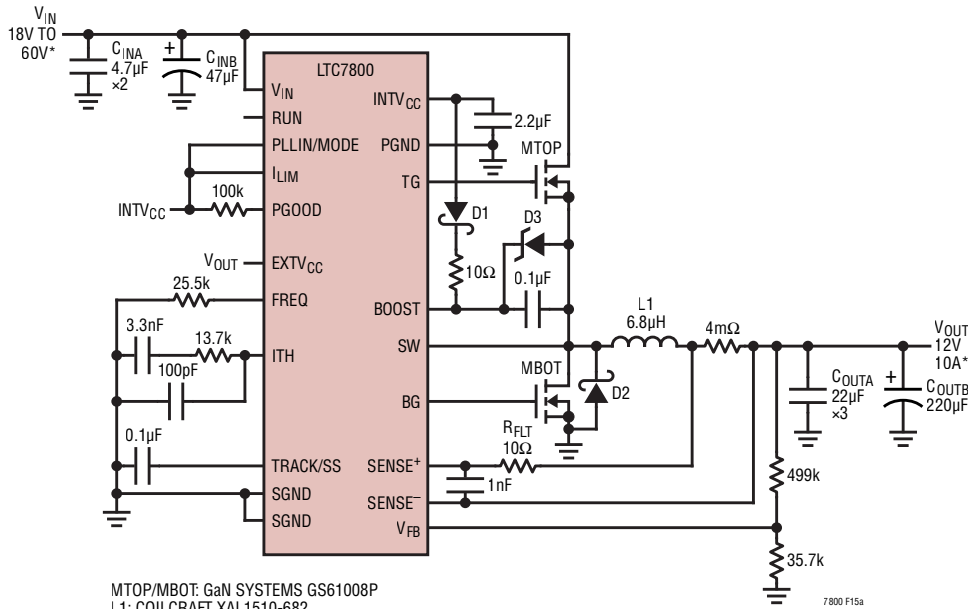 VIN
18V TO
60V*
CINA
4.7µF
×2
+
CINB
47µF
LTC7800
VIN
RUN
PLLIN/MODE
ILIM
PGOOD
EXTVCC
FREQ
ITH
TRACK/SS
SGND
SGND
INTVCC
PGND
TG
BOOST
SW
BG
SENSE+
SENSE–
VFB
INTVCC
100k
VOUT
25.5k
3.3nF
13.7k
100pF
0.1µF
2.2µF
MTOP
D1
D3
10Ω
0.1µF
L1
6.8µH
4mΩ
MBOT
D2
RFLT
10Ω
1nF
VOUT
12V
10A*
COUTA
22µF
×3
+
COUTB
220µF
499k
35.7k
MTOP/MBOT: GaN SYSTEMS GS61008P
L1: COILCRAFT XAL1510-682
7800 F15a